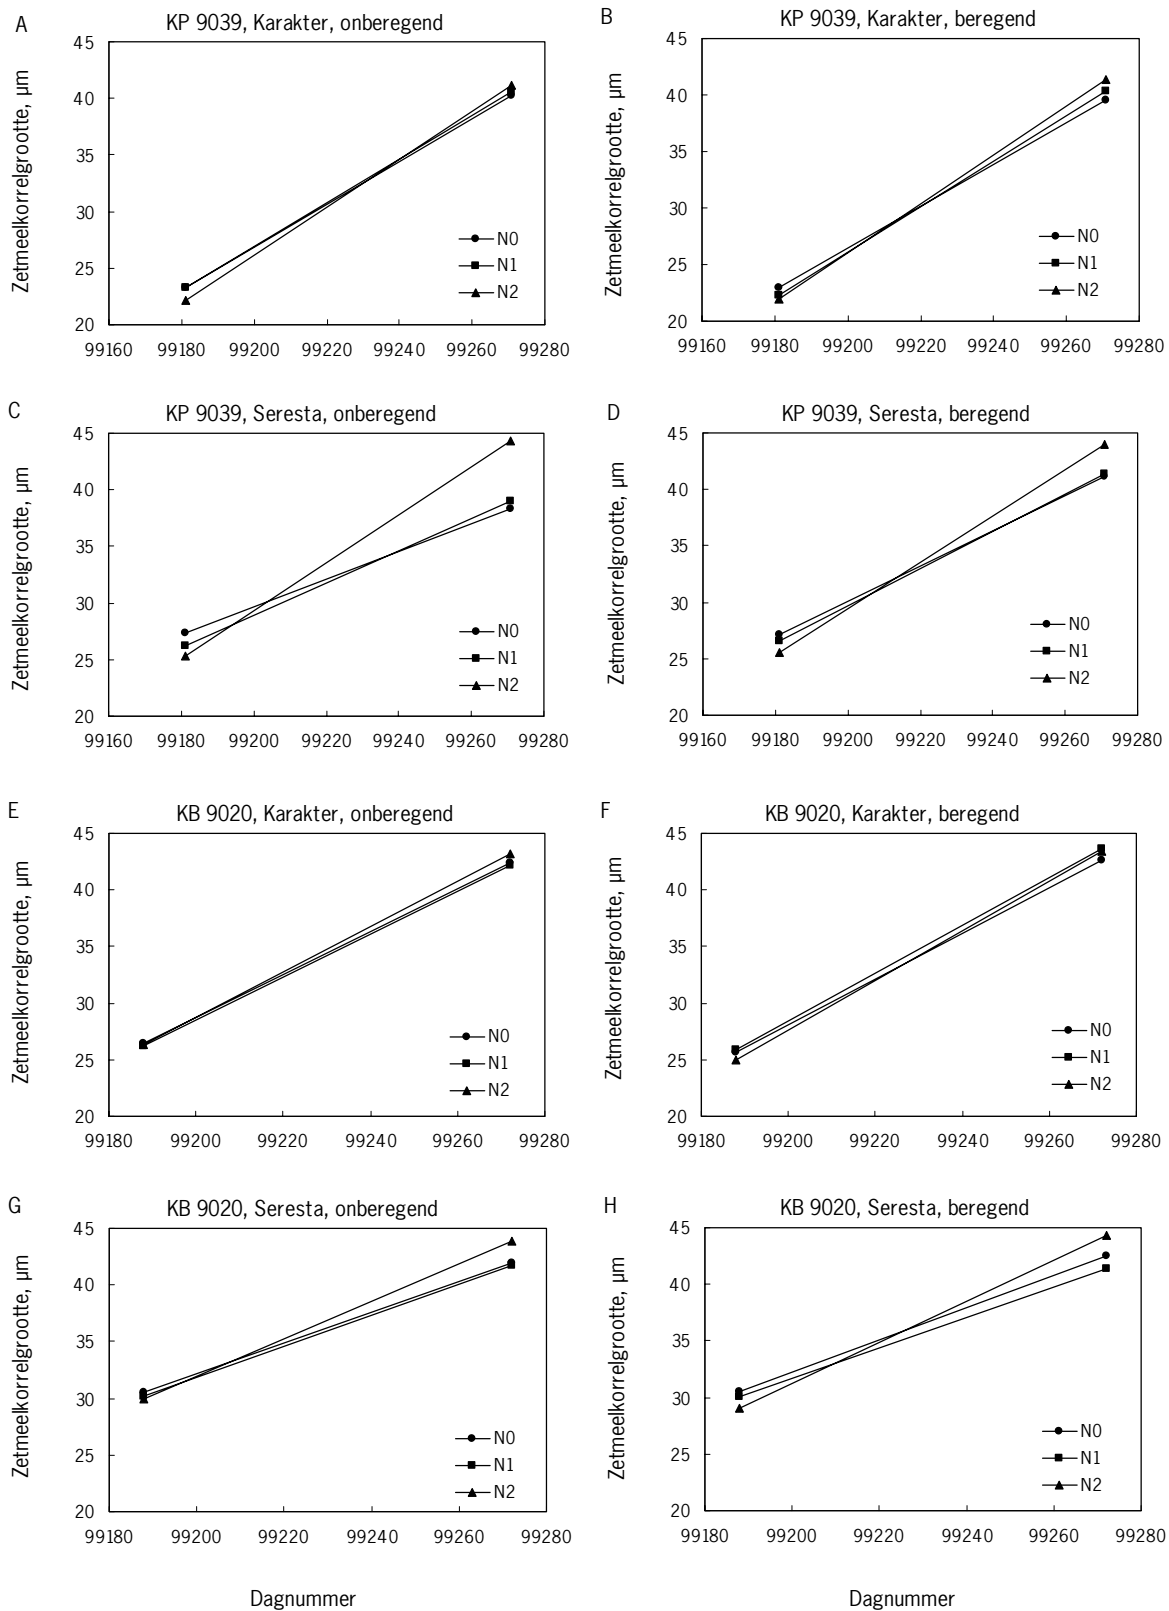 A
KP 9039, Karakter, onberegend
Zetmeelkorrelgrootte, µm
45
40
35
30
25
20
N0
N1
N2
99160 99180 99200 99220 99240 99260 99280
B
KP 9039, Karakter, beregend
Zetmeelkorrelgrootte, µm
45
40
35
30
25
20
N0
N1
N2
99160 99180 99200 99220 99240 99260 99280
C
KP 9039, Seresta, onberegend
Zetmeelkorrelgrootte, µm
45
40
35
30
25
20
N0
N1
N2
99160 99180 99200 99220 99240 99260 99280
D
KP 9039, Seresta, beregend
Zetmeelkorrelgrootte, µm
45
40
35
30
25
20
N0
N1
N2
99160 99180 99200 99220 99240 99260 99280
E
KB 9020, Karakter, onberegend
Zetmeelkorrelgrootte, µm
45
40
35
30
25
20
N0
N1
N2
99180 99200 99220 99240 99260 99280
F
KB 9020, Karakter, beregend
Zetmeelkorrelgrootte, µm
45
40
35
30
25
20
N0
N1
N2
99180 99200 99220 99240 99260 99280
G
KB 9020, Seresta, onberegend
Zetmeelkorrelgrootte, µm
45
40
35
30
25
20
N0
N1
N2
99180 99200 99220 99240 99260 99280
Dagnummer
H
KB 9020, Seresta, beregend
Zetmeelkorrelgrootte, µm
45
40
35
30
25
20
N0
N1
N2
99180 99200 99220 99240 99260 99280
Dagnummer